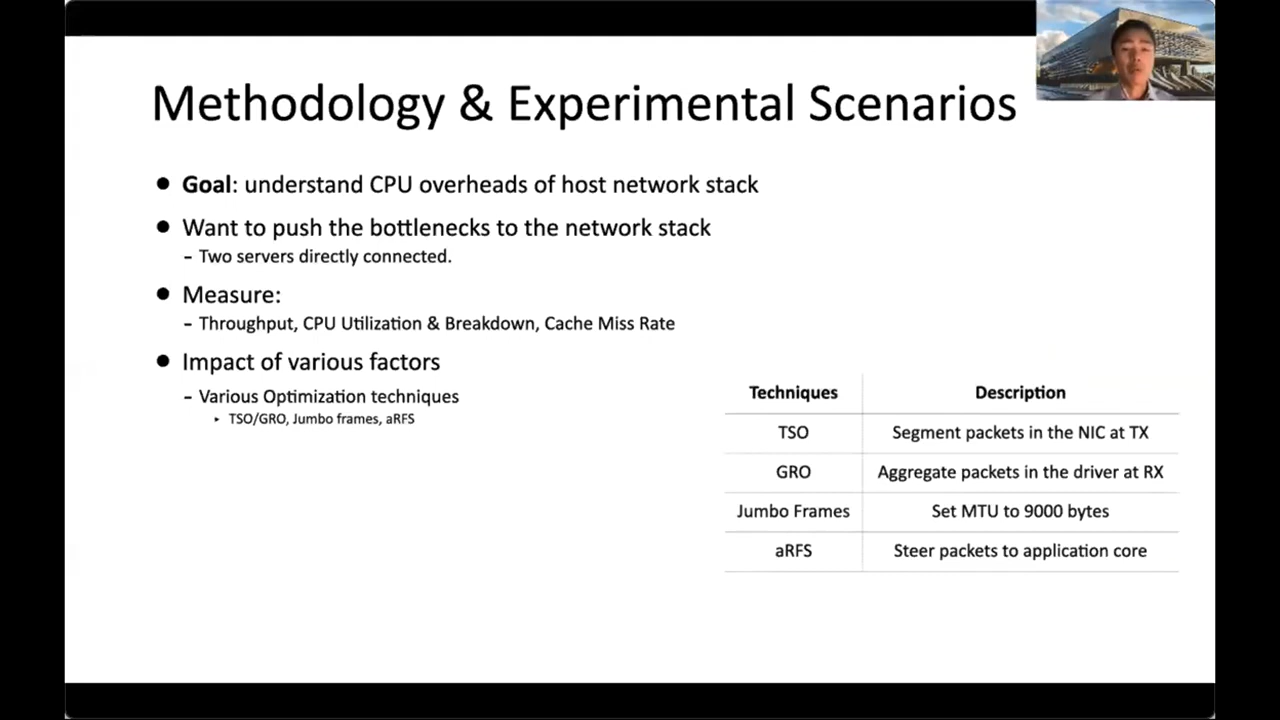 Methodology & Experimental Scenarios
● Goal: understand CPU overheads of host network stack
● Want to push the bottlenecks to the network stack
– Two servers directly connected.
● Measure:
– Throughput, CPU Utilization & Breakdown, Cache Miss Rate
● Impact of various factors
– Various Optimization techniques
‣ TSO/GRO, Jumbo frames, aRFS
Techniques Description
TSO Segment packets in the NIC at TX
GRO Aggregate packets in the driver at RX
Jumbo Frames Set MTU to 9000 bytes
aRFS Steer packets to application core